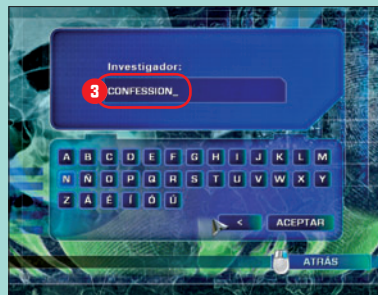 Investigador:
3 CONFESSION_
A B C D E F G H I J K L M
N Ñ O P Q R S T U V W X Y
Z Á É Í Ó Ú
< ACEPTAR
ATRÁS